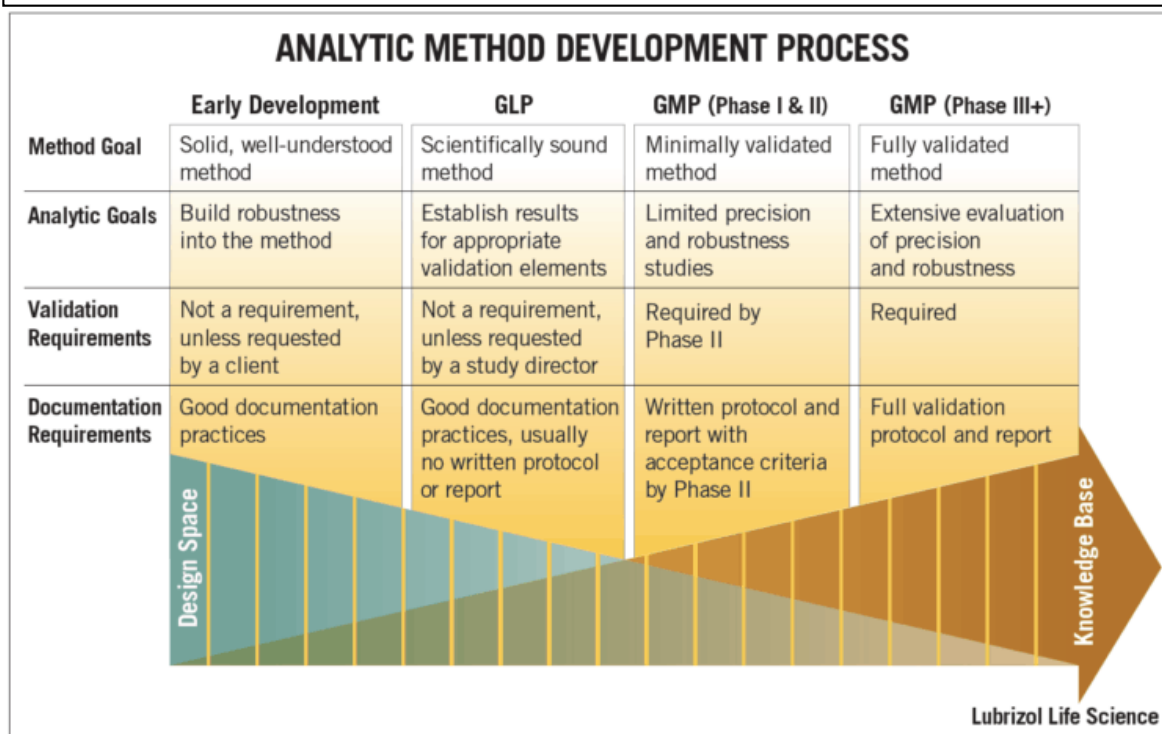 ANALYTIC METHOD DEVELOPMENT PROCESS
Early Development
GLP
GMP (Phase I & II)
GMP (Phase III+)
Method Goal
Solid, well-understood
method
Scientifically sound
method
Minimally validated
method
Fully validated
method
Analytic Goals
Build robustness
into the method
Establish results
for appropriate
validation elements
Limited precision
and robustness
studies
Extensive evaluation
of precision
and robustness
Validation
Requirements
Not a requirement,
unless requested
by a client
Not a requirement,
unless requested
by a study director
Required by
Phase II
Required
Documentation
Requirements
Good documentation
practices
Good documentation
practices, usually
no written protocol
or report
Written protocol and
report with
acceptance criteria
by Phase II
Full validation
protocol and report
Design Space
Knowledge Base
Lubrizol Life Science